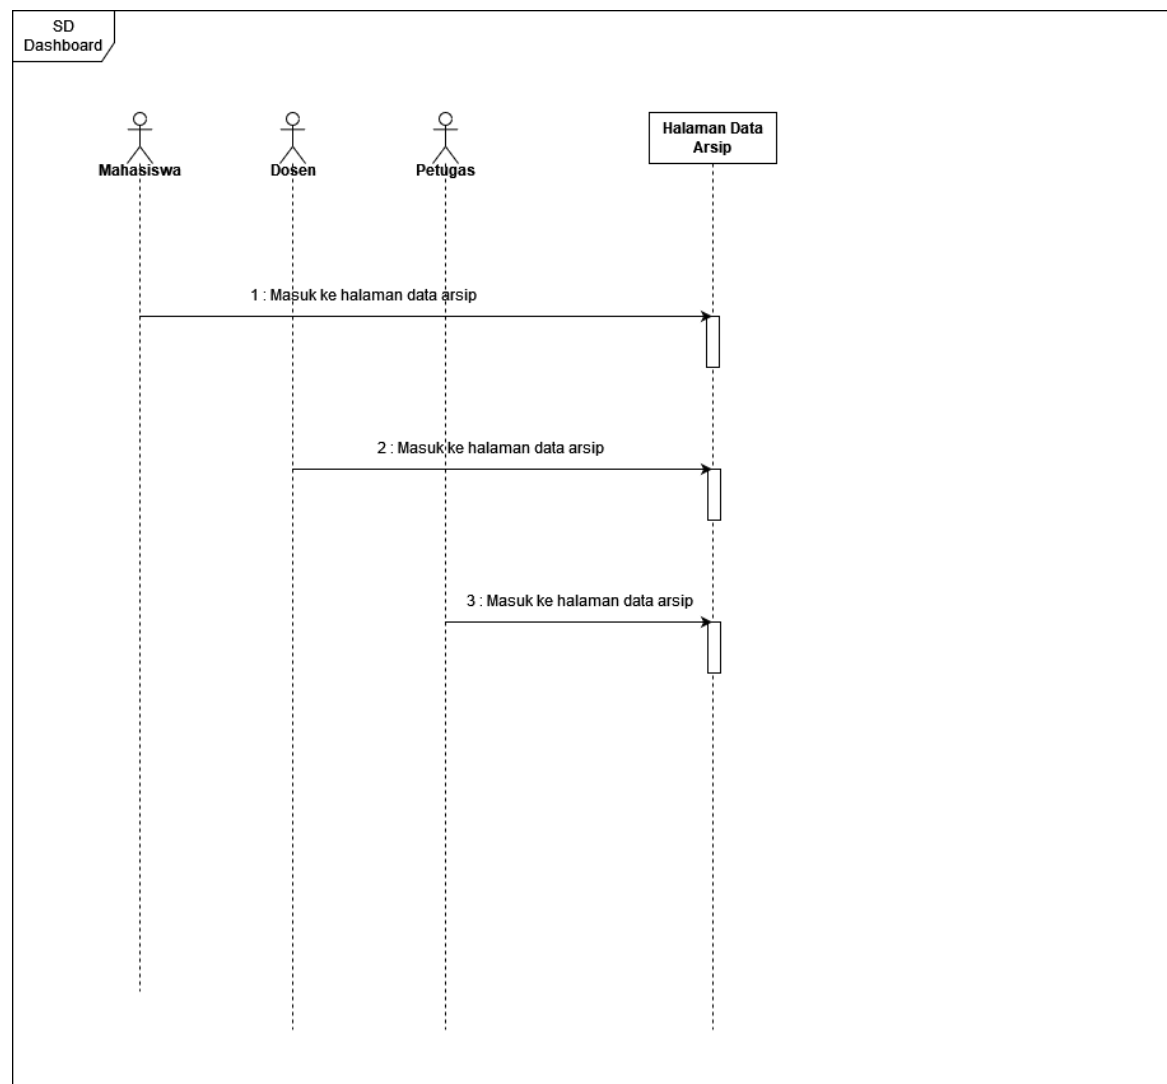 SD
Dashboard
Mahasiswa
Dosen
Petugas
Halaman Data
Arsip
1 : Masuk ke halaman data arsip
2 : Masuk ke halaman data arsip
3 : Masuk ke halaman data arsip